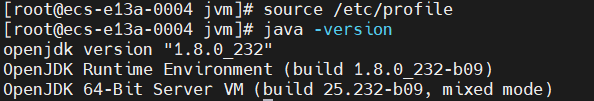 [root@ecs-e13a-0004 jvm]# source /etc/profile
[root@ecs-e13a-0004 jvm]# java -version
openjdk version "1.8.0_232"
OpenJDK Runtime Environment (build 1.8.0_232-b09)
OpenJDK 64-Bit Server VM (build 25.232-b09, mixed mode)